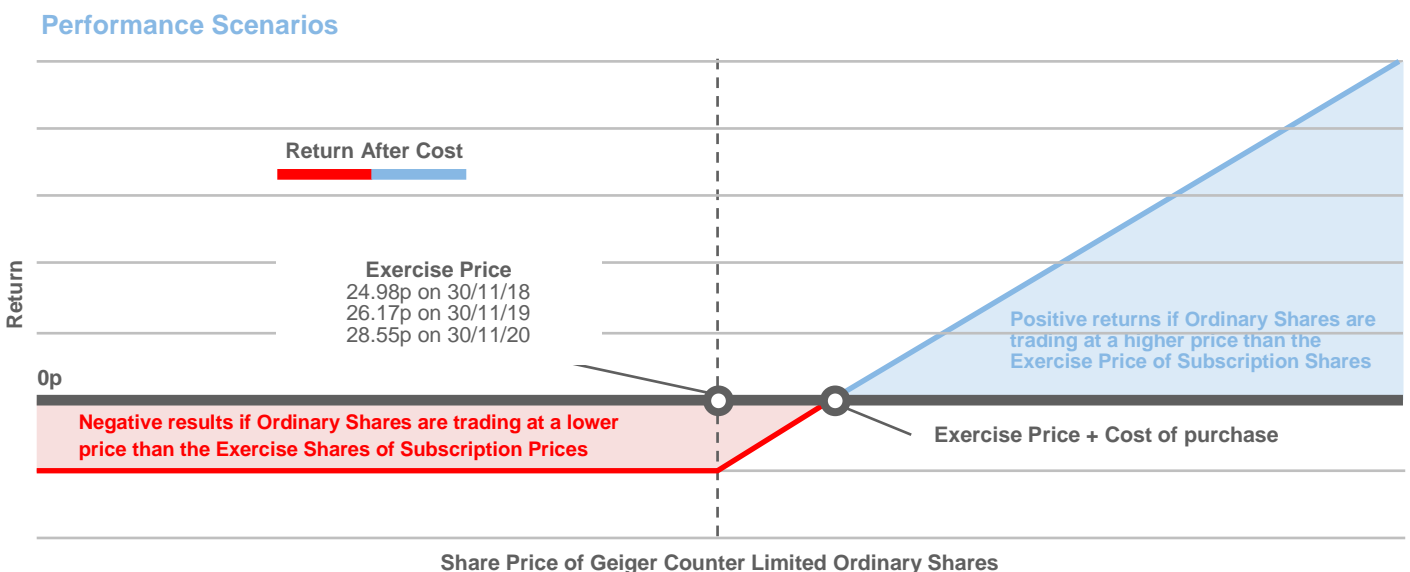 Performance Scenarios
Return After Cost
Exercise Price
24.98p on 30/11/18
26.17p on 30/11/19
28.55p on 30/11/20
Return
Positive returns if Ordinary Shares are
trading at a higher price than the
Exercise Price of Subscription Shares
0p
Negative results if Ordinary Shares are trading at a lower
price than the Exercise Shares of Subscription Prices
Exercise Price + Cost of purchase
Share Price of Geiger Counter Limited Ordinary Shares